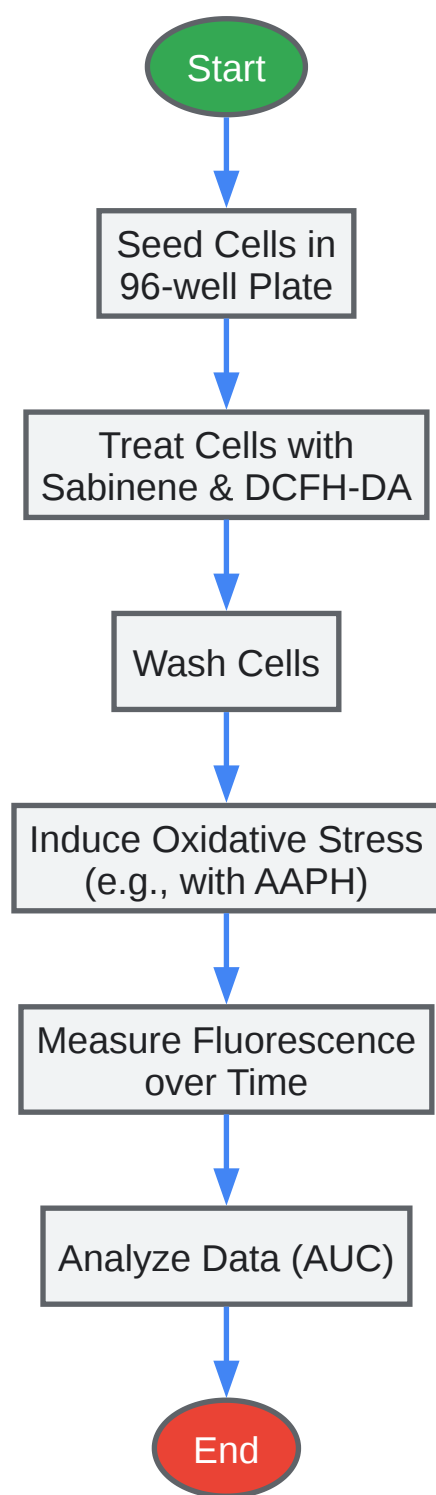 Start
Seed Cells in
96-well Plate
Treat Cells with
Sabinene & DCFH-DA
Wash Cells
Induce Oxidative Stress
(e.g., with AAPH)
Measure Fluorescence
over Time
Analyze Data (AUC)
End